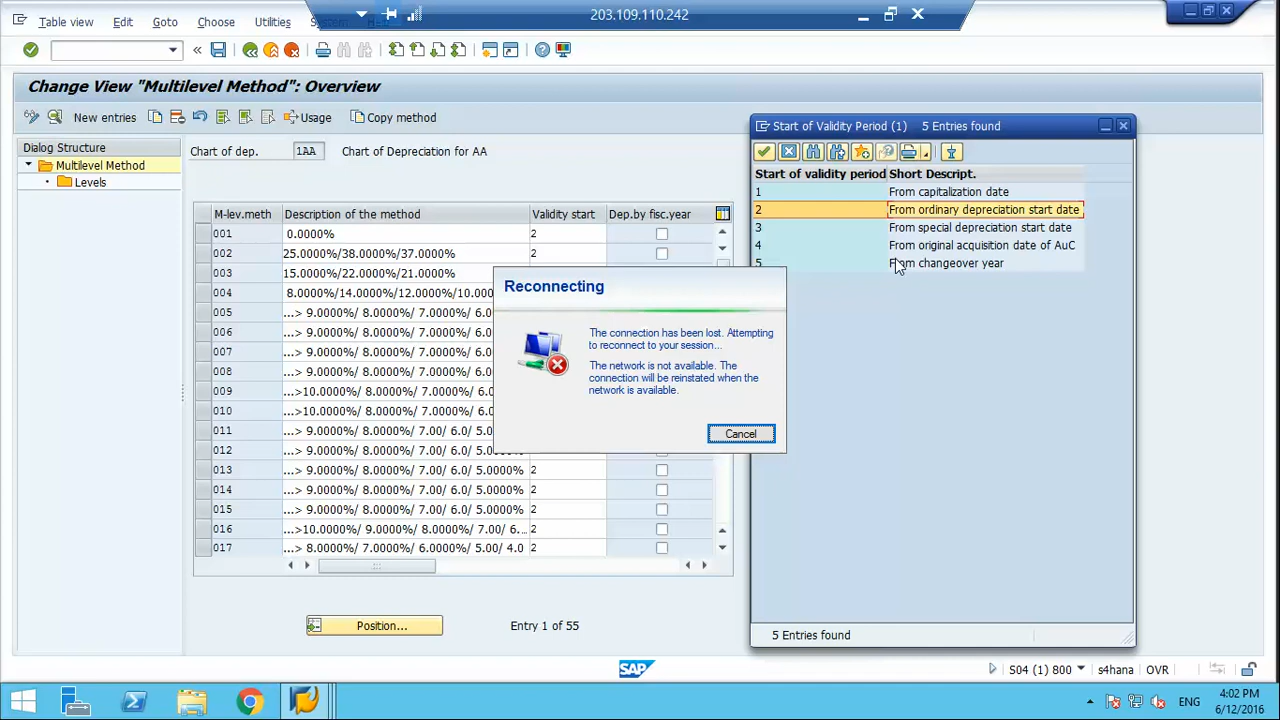 203.109.110.242
Table view Edit Goto Choose Utilities
Change View "Multilevel Method": Overview
New entries Usage Copy method
Dialog Structure
Multilevel Method
Levels
Chart of dep. 1AA Chart of Depreciation for AA
M-lev.meth Description of the method Validity start Dep.by fisc.year
001 0.0000% 2
002 25.0000%/38.0000%/37.0000% 2
003 15.0000%/22.0000%/21.0000%
004 8.0000%/14.0000%/12.0000%/10.000
005 ...> 9.0000%/ 8.0000%/ 7.0000%/ 6.0
006 ...> 9.0000%/ 8.0000%/ 7.0000%/ 6.0
007 ...> 9.0000%/ 8.0000%/ 7.0000%/ 6.0
008 ...> 9.0000%/ 8.0000%/ 7.0000%/ 6.0
009 ...>10.0000%/ 8.0000%/ 7.0000%/ 6.0
010 ...>10.0000%/ 8.0000%/ 7.0000%/ 6.0
011 ...> 9.0000%/ 8.0000%/ 7.00/ 6.0/ 5.
012 ...> 9.0000%/ 8.0000%/ 7.00/ 6.0/ 5.
013 ...> 9.0000%/ 8.0000%/ 7.00/ 6.0/ 5.0000% 2
014 ...> 9.0000%/ 8.0000%/ 7.00/ 6.0/ 5.0000% 2
015 ...> 9.0000%/ 8.0000%/ 7.00/ 6.0/ 5.0000% 2
016 ...>10.0000%/ 9.0000%/ 8.0000%/ 7.00/ 6... 2
017 ...> 8.0000%/ 7.0000%/ 6.0000%/ 5.00/ 4.0 2
Position... Entry 1 of 55
Start of Validity Period (1) 5 Entries found
Start of validity period Short Descript.
1 From capitalization date
2 From ordinary depreciation start date
3 From special depreciation start date
4 From original acquisition date of AuC
5 From changeover year
5 Entries found
Reconnecting
The connection has been lost. Attempting
to reconnect to your session...
The network is not available. The
connection will be reinstated when the
network is available.
Cancel
SAP
S04 (1) 800 s4hana OVR
ENG
4:02 PM
6/12/2016